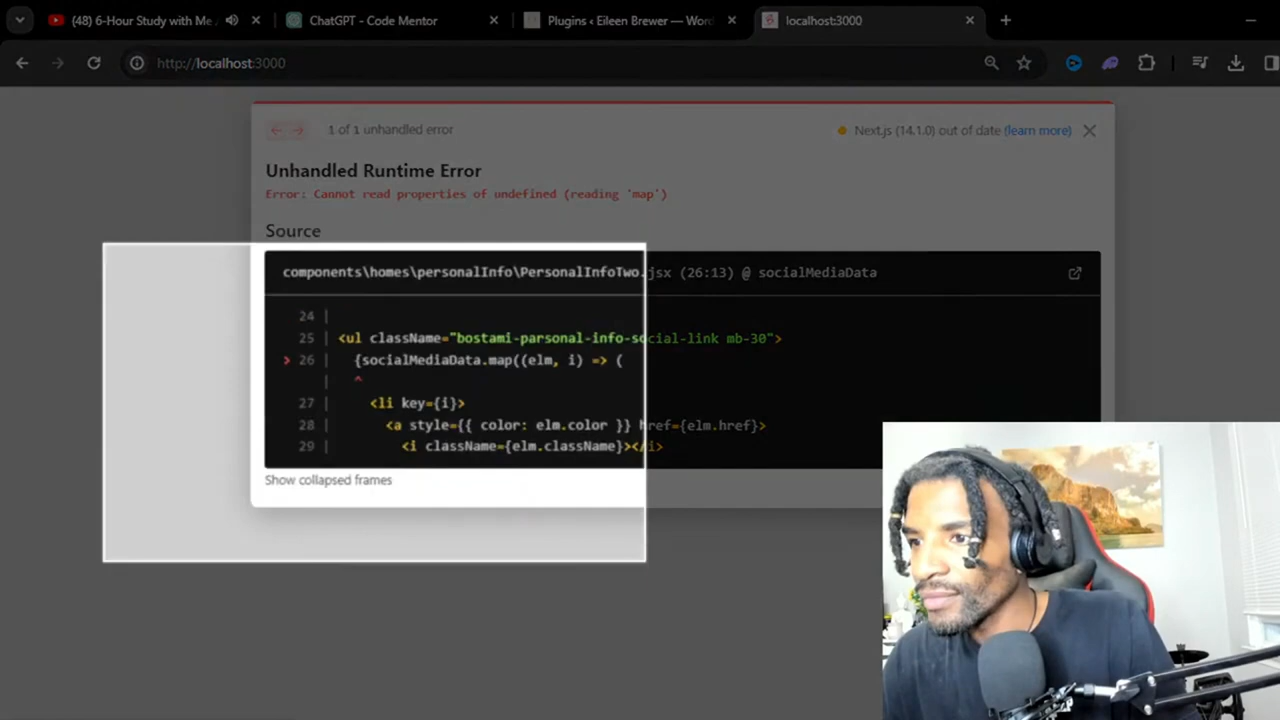 (48) 6-Hour Study with Me
ChatGPT - Code Mentor
Plugins ‹ Eileen Brewer — Word
localhost:3000
http://localhost:3000
1 of 1 unhandled error
Next.js (14.1.0) out of date (learn more)
Unhandled Runtime Error
Error: Cannot read properties of undefined (reading 'map')
Source
components\homes\personalInfo\PersonalInfoTwo.jsx (26:13) @ socialMediaData
24 |
25 | <ul className="bostami-parsonal-info-social-link mb-30">
> 26 | {socialMediaData.map((elm, i) => (
| ^
27 | <li key={i}>
28 | <a style={{ color: elm.color }} href={elm.href}>
29 | <i className={elm.className}></i>
Show collapsed frames